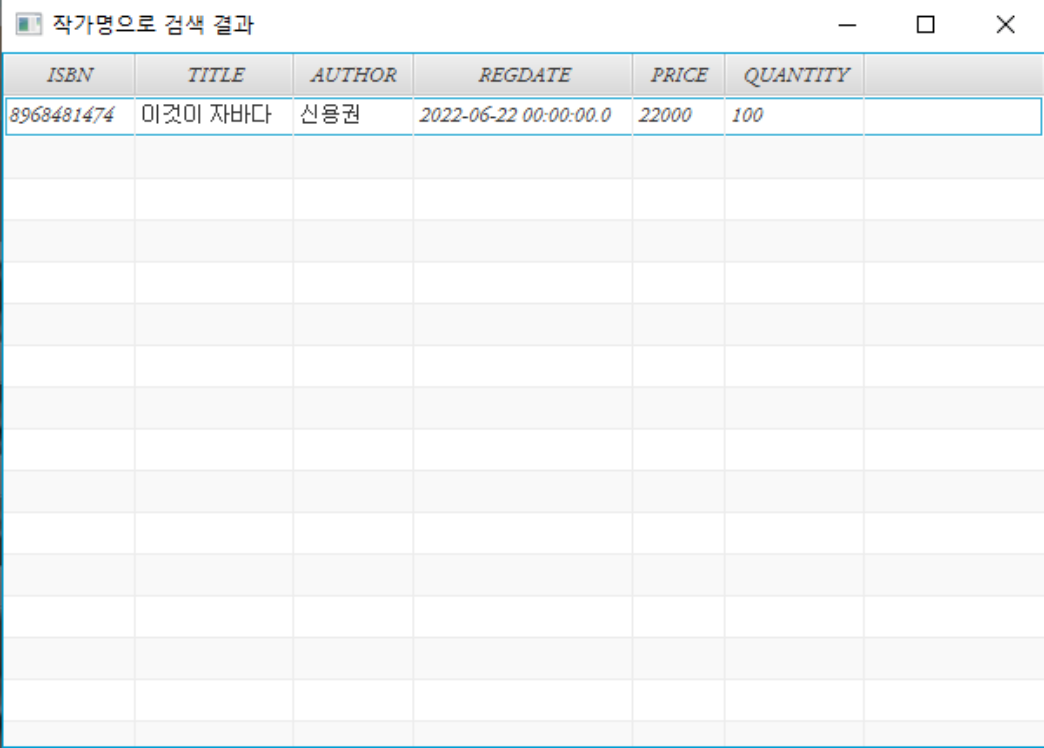 작가명으로 검색 결과
ISBN TITLE AUTHOR REGDATE PRICE QUANTITY
8968481474 이것이 자바다 신용권 2022-06-22 00:00:00.0 22000 100